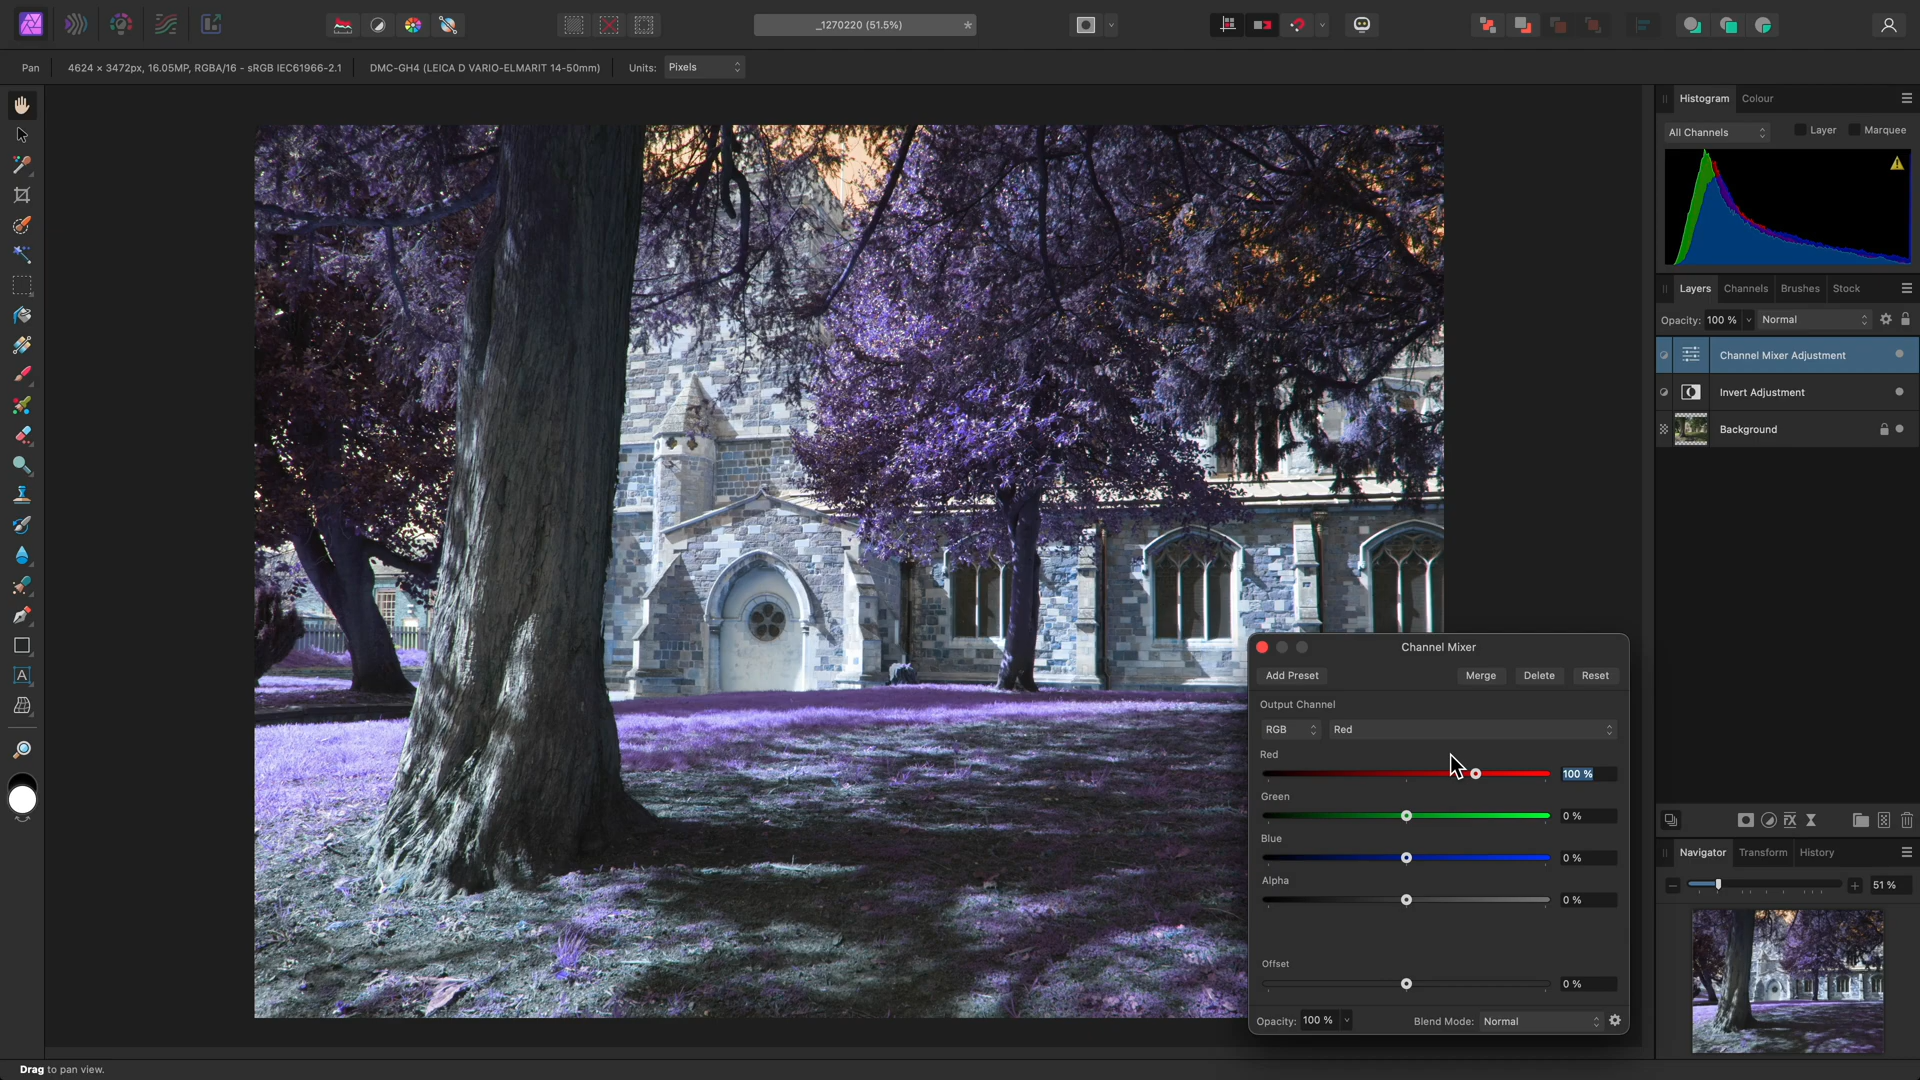 _1270220 (51.5%)
*
Pan
4624 × 3472px, 16.05MP, RGBA/16 - sRGB IEC61966-2.1
DMC-GH4 (LEICA D VARIO-ELMARIT 14-50mm)
Units:
Pixels
Histogram
Colour
All Channels
Layer
Marquee
Layers
Channels
Brushes
Stock
Opacity:
100 %
Normal
Channel Mixer Adjustment
Invert Adjustment
Background
Channel Mixer
Add Preset
Merge
Delete
Reset
Output Channel
RGB
Red
Red
100 %
Green
0 %
Blue
0 %
Alpha
0 %
Offset
0 %
Opacity:
100 %
Blend Mode:
Normal
Navigator
Transform
History
51 %
Drag to pan view.